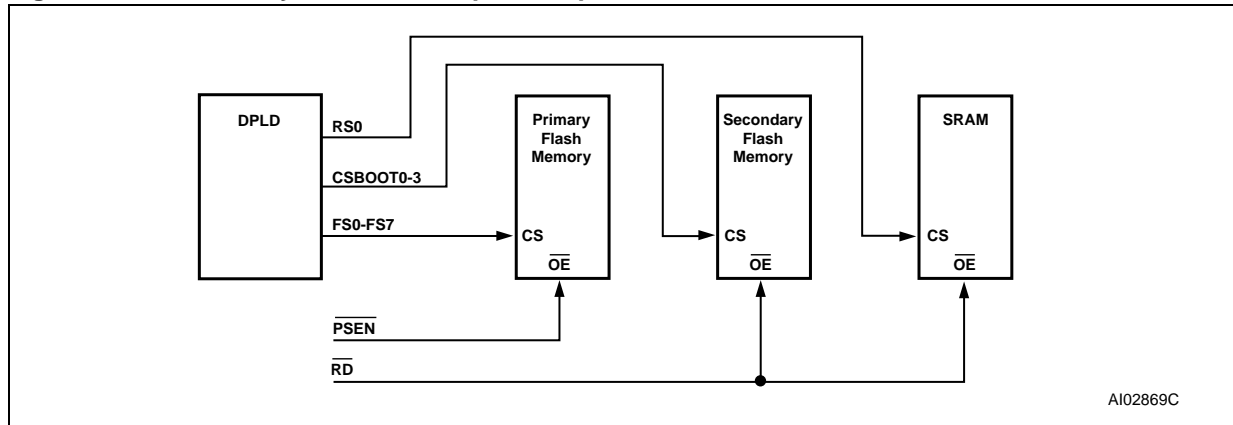 DPLD
RS0
CSBOOT0-3
FS0-FS7
Primary
Flash
Memory
CS
OE
Secondary
Flash
Memory
CS
OE
SRAM
CS
OE
PSEN
RD
AI02869C